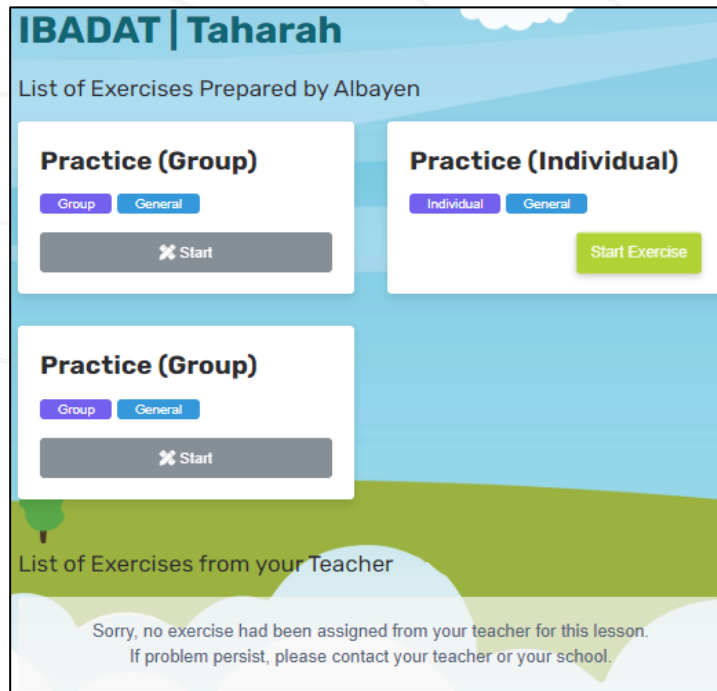 IBADAT | Taharah
List of Exercises Prepared by Albayen
Practice (Group)
Group General
Start
Practice (Individual)
Individual General
Start Exercise
Practice (Group)
Group General
Start
List of Exercises from your Teacher
Sorry, no exercise had been assigned from your teacher for this lesson.
If problem persist, please contact your teacher or your school.